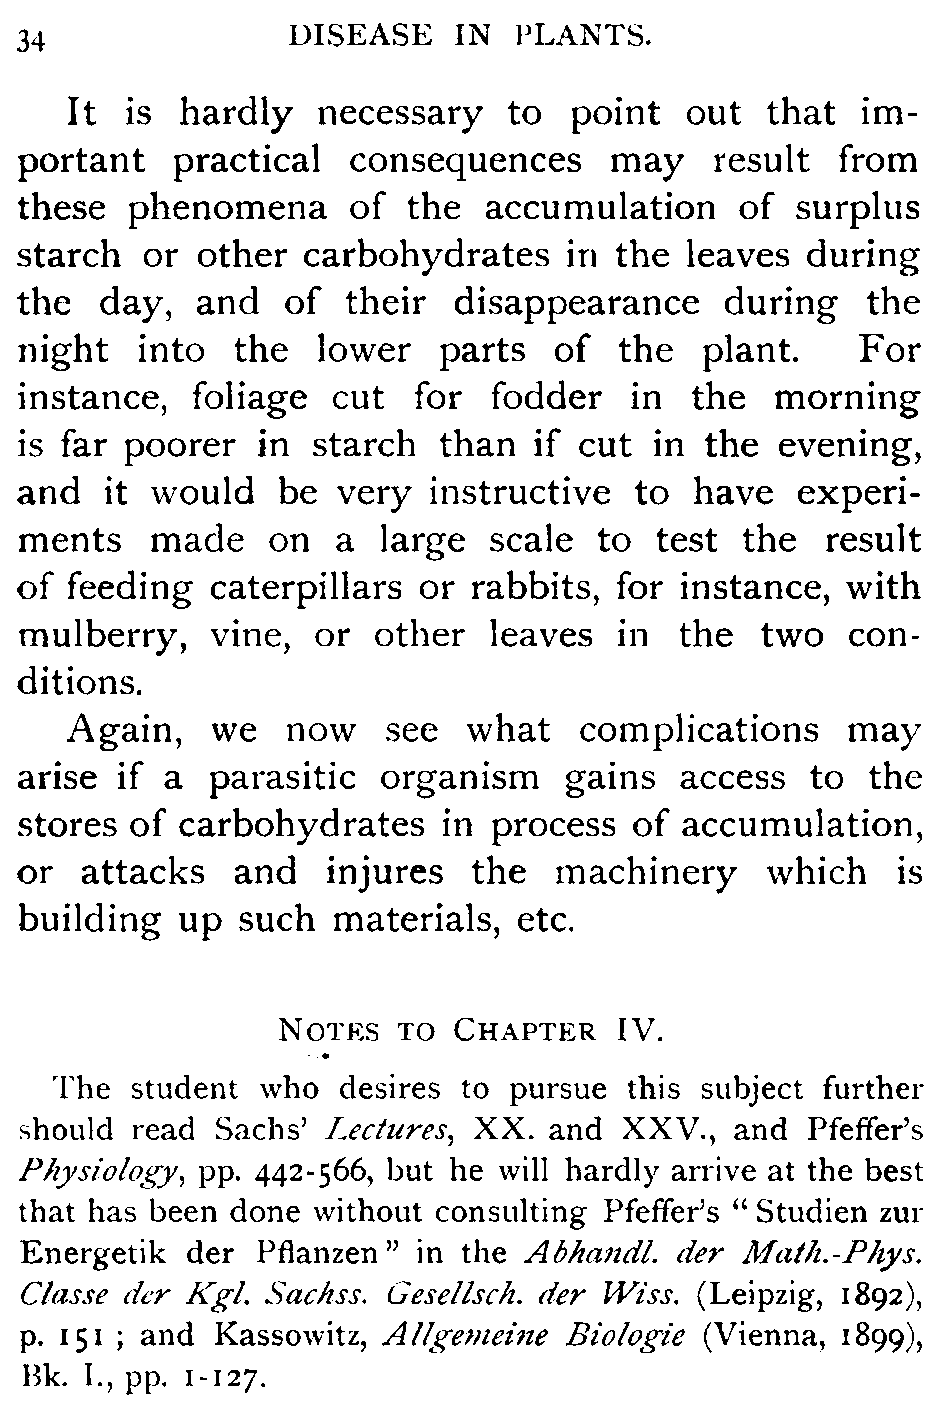 34 DISEASE IN PLANTS.
It is hardly necessary to point out that im-
portant practical consequences may result from
these phenomena of the accumulation of surplus
starch or other carbohydrates in the leaves during
the day, and of their disappearance during the
night into the lower parts of the plant. For
instance, foliage cut for fodder in the morning
is far poorer in starch than if cut in the evening,
and it would be very instructive to have experi-
ments made on a large scale to test the result
of feeding caterpillars or rabbits, for instance, with
mulberry, vine, or other leaves in the two con-
ditions.
Again, we now see what complications may
arise if a parasitic organism gains access to the
stores of carbohydrates in process of accumulation,
or attacks and injures the machinery which is
building up such materials, etc.
NOTES TO CHAPTER IV.
The student who desires to pursue this subject further
should read Sachs' Lectures, XX. and XXV., and Pfeffer's
Physiology, pp. 442-566, but he will hardly arrive at the best
that has been done without consulting Pfeffer's "Studien zur
Energetik der Pflanzen" in the Abhandl. der Math.-Phys.
Classe der Kgl. Sachss. Gesellsch. der Wiss. (Leipzig, 1892),
p. 151; and Kassowitz, Allgemeine Biologie (Vienna, 1899),
Bk. I., pp. 1-127.